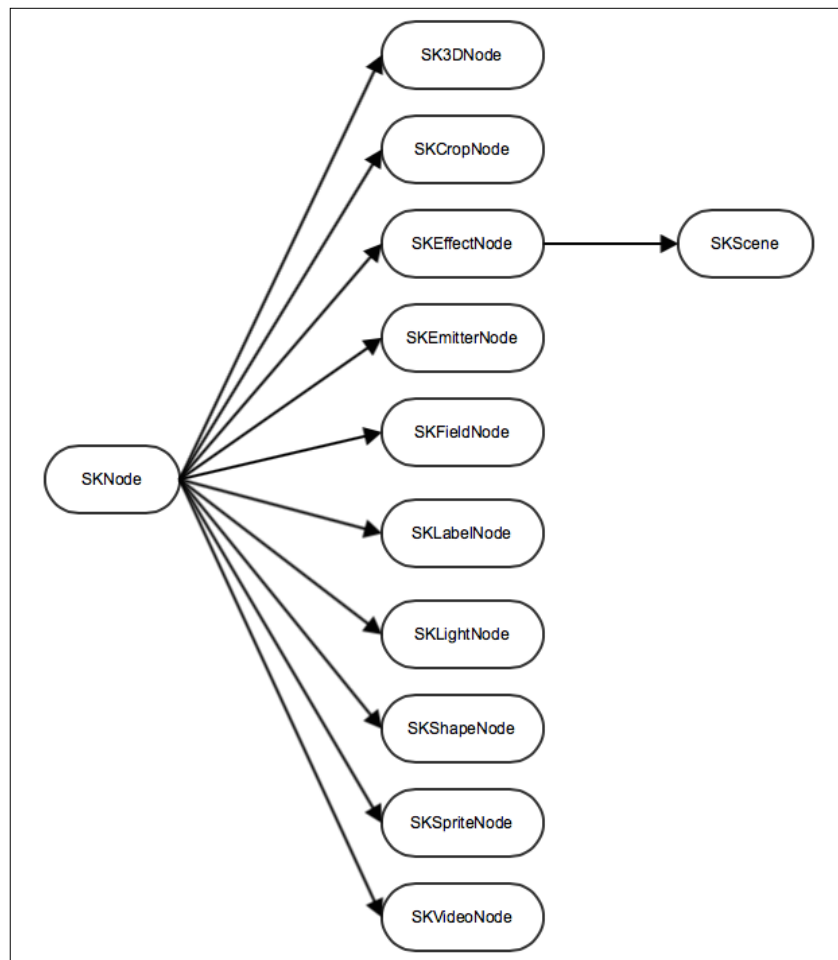 SK3DNode
SKCropNode
SKEffectNode
SKScene
SKEmitterNode
SKFieldNode
SKNode
SKLabelNode
SKLightNode
SKShapeNode
SKSpriteNode
SKVideoNode